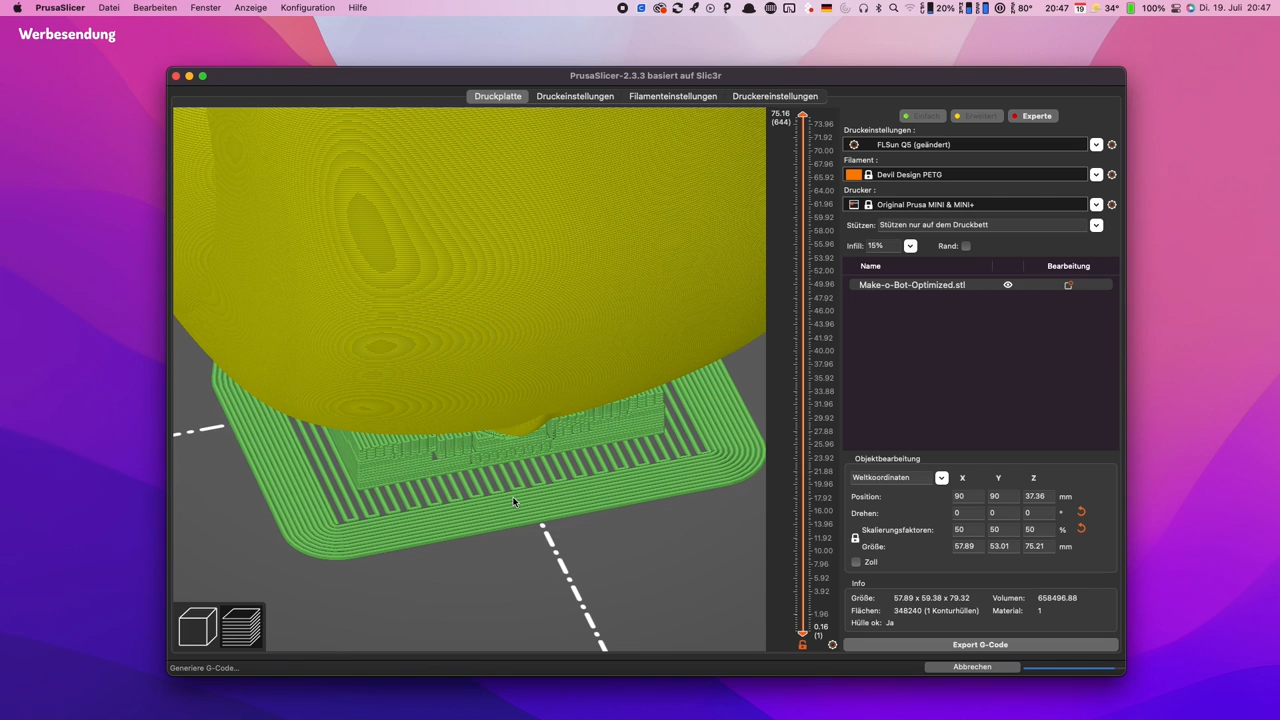 PrusaSlicer Datei Bearbeiten Fenster Anzeige Konfiguration Hilfe 20% 80° 20:47 19 34° 100% Di. 19. Juli 20:47
Werbesendung
PrusaSlicer-2.3.3 basiert auf Slic3r
Druckplatte Druckeinstellungen Filamenteinstellungen Druckereinstellungen
Einfach Erweitert Experte
Druckeinstellungen :
FLSun Q5 (geändert)
Filament :
Devil Design PETG
Drucker :
Original Prusa MINI & MINI+
Stützen: Stützen nur auf dem Druckbett
Infill: 15% Rand:
Name Bearbeitung
Make-o-Bot-Optimized.stl
75.16
(644)
73.96
71.92
70.00
67.96
65.92
64.00
61.96
59.92
58.00
55.96
53.92
52.00
49.96
47.92
46.00
43.96
41.92
40.00
37.96
35.92
33.88
31.96
29.92
27.88
25.96
23.92
21.88
19.96
17.92
16.00
13.96
11.92
10.00
7.96
5.92
3.92
1.96
0.16
(1)
Objektbearbeitung
Weltkoordinaten X Y Z
Position: 90 90 37.36 mm
Drehen: 0 0 0 °
Skalierungsfaktoren: 50 50 50 %
Größe: 57.89 53.01 75.21 mm
Zoll
Info
Größe: 57.89 x 59.38 x 79.32 Volumen: 658496.88
Flächen: 348240 (1 Konturhüllen) Material: 1
Hülle ok: Ja
Export G-Code
Generiere G-Code... Abbrechen